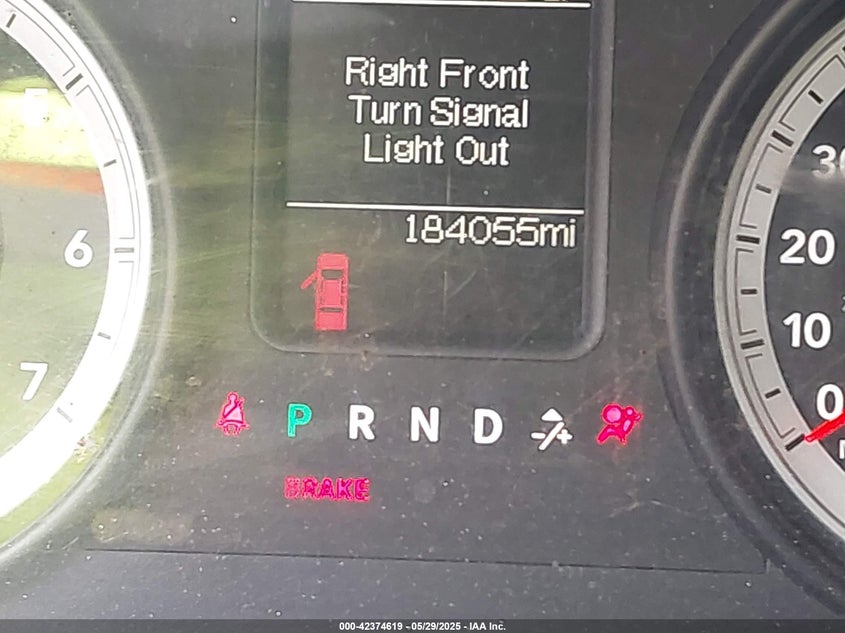 Right Front
Turn Signal
Light Out
184055mi
6
7
20
10
0
P R N D
BRAKE
000-42374619 - 05/29/2025 - IAA Inc.